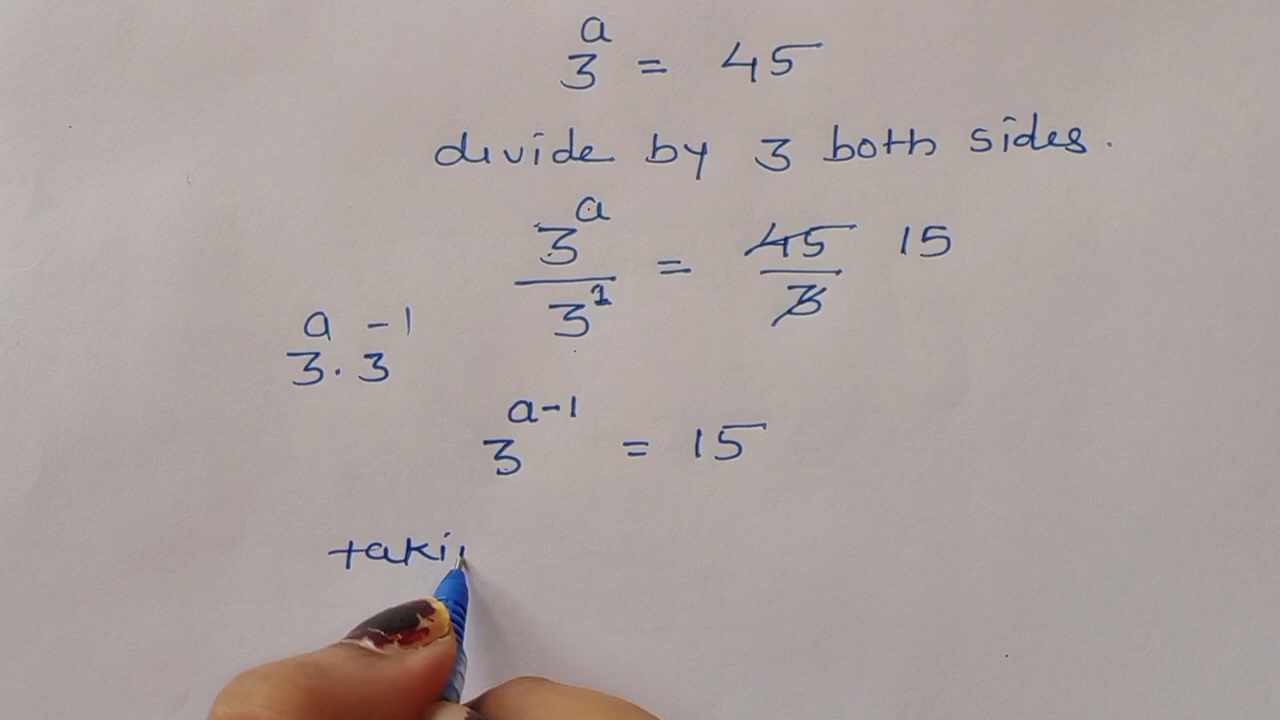 3^a = 45
divide by 3 both sides.
3^a / 3^1 = 45 / 3 15
3^a . 3^-1
3^(a-1) = 15
taki